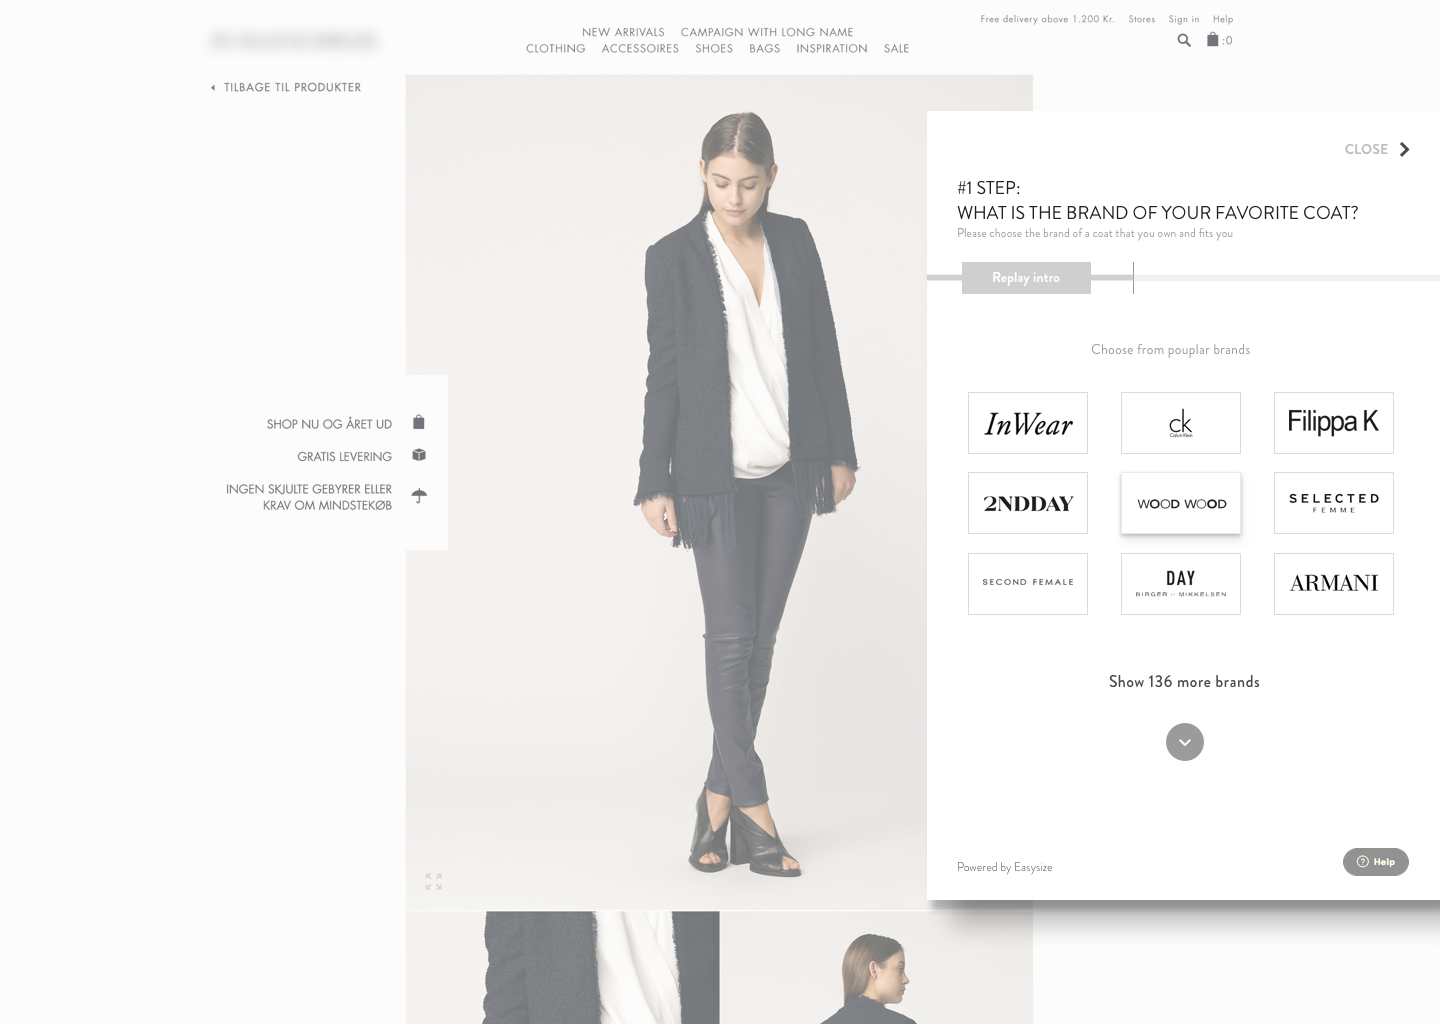 Free delivery above 1.200 Kr. Stores Sign in Help
NEW ARRIVALS CAMPAIGN WITH LONG NAME
CLOTHING ACCESSOIRES SHOES BAGS INSPIRATION SALE
:0
TILBAGE TIL PRODUKTER
SHOP NU OG ÅRET UD
GRATIS LEVERING
INGEN SKJULTE GEBYRER ELLER
KRAV OM MINDSTEKØB
CLOSE
#1 STEP:
WHAT IS THE BRAND OF YOUR FAVORITE COAT?
Please choose the brand of a coat that you own and fits you
Replay intro
Choose from pouplar brands
InWear
ck
Calvin Klein
Filippa K
2NDDAY
WOOD WOOD
SELECTED
FEMME
SECOND FEMALE
DAY
BIRGER ET MIKKELSEN
ARMANI
Show 136 more brands
Powered by Easysize
Help